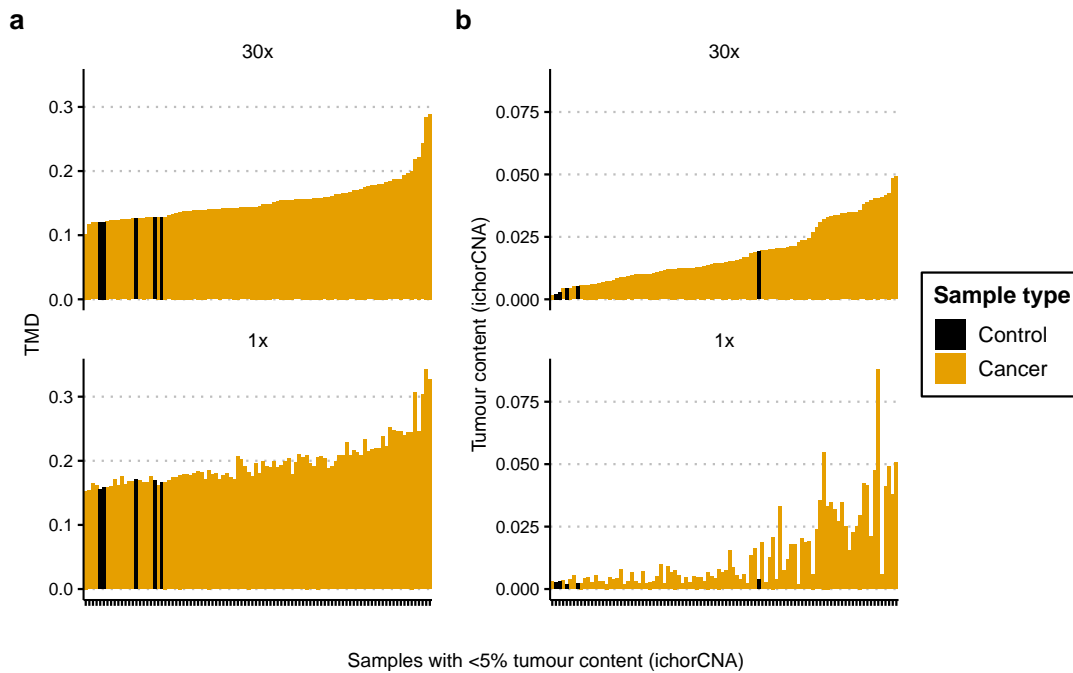 a
b
30x
30x
0.3
0.2
0.1
0.0
0.075
0.050
0.025
0.000
TMD
Tumour content (ichorCNA)
1x
1x
0.3
0.2
0.1
0.0
0.075
0.050
0.025
0.000
Sample type
Control
Cancer
Samples with <5% tumour content (ichorCNA)